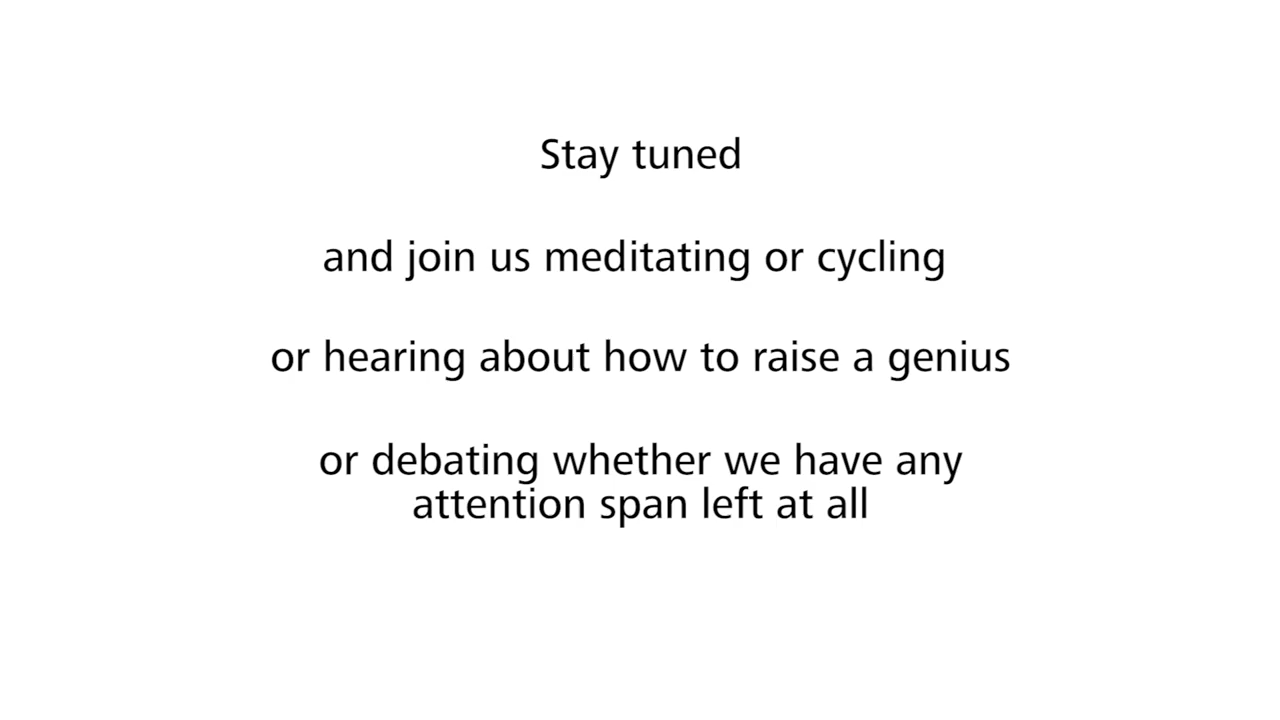 Stay tuned
and join us meditating or cycling
or hearing about how to raise a genius
or debating whether we have any
attention span left at all